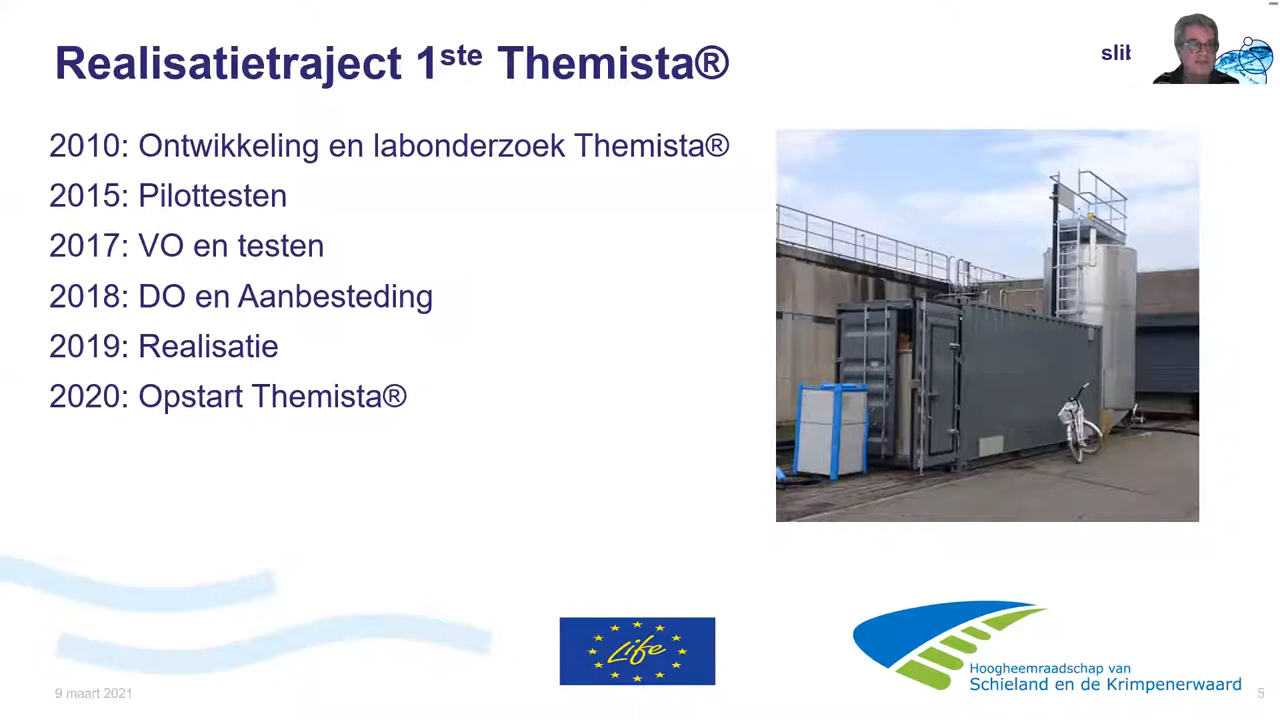 Realisatietraject 1ste Themista®
slib
2010: Ontwikkeling en labonderzoek Themista®
2015: Pilottesten
2017: VO en testen
2018: DO en Aanbesteding
2019: Realisatie
2020: Opstart Themista®
Life
Hoogheemraadschap van
Schieland en de Krimpenerwaard
9 maart 2021
5